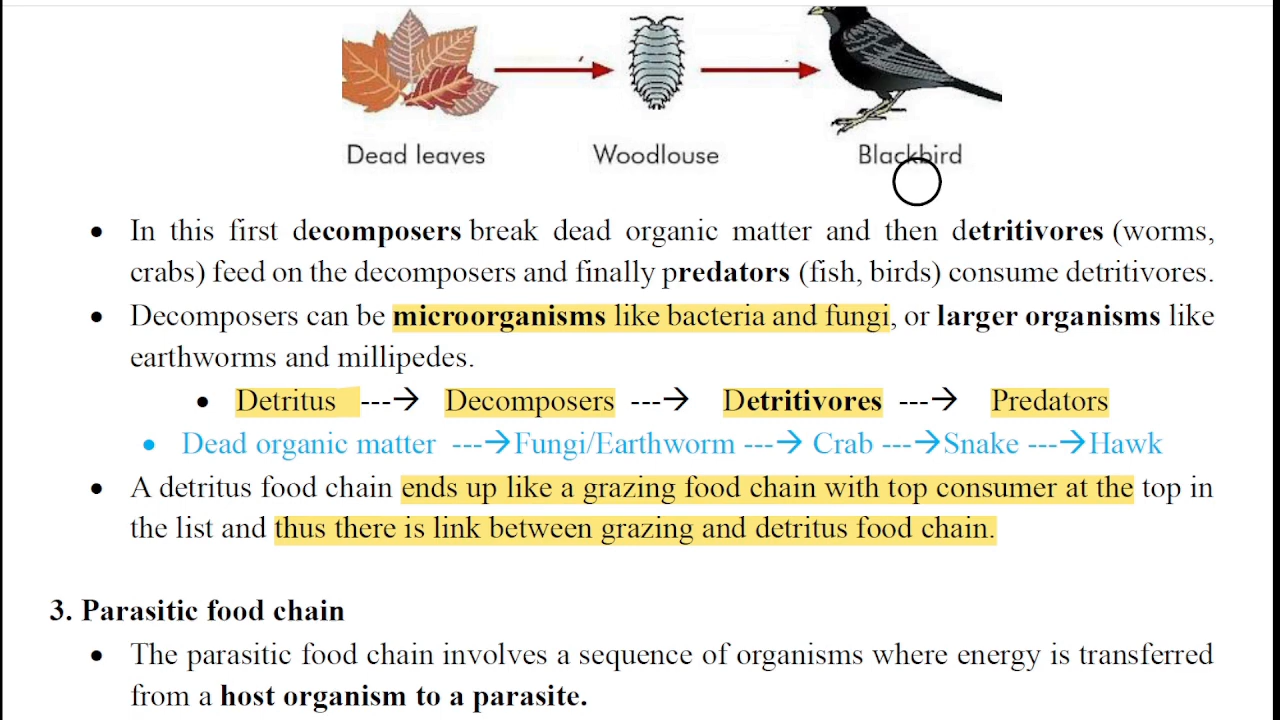 Dead leaves Woodlouse Blackbird
• In this first decomposers break dead organic matter and then detritivores (worms,
crabs) feed on the decomposers and finally predators (fish, birds) consume detritivores.
• Decomposers can be microorganisms like bacteria and fungi, or larger organisms like
earthworms and millipedes.
• Detritus ---→ Decomposers ---→ Detritivores ---→ Predators
• Dead organic matter ---→Fungi/Earthworm ---→ Crab ---→Snake ---→Hawk
• A detritus food chain ends up like a grazing food chain with top consumer at the top in
the list and thus there is link between grazing and detritus food chain.
3. Parasitic food chain
• The parasitic food chain involves a sequence of organisms where energy is transferred
from a host organism to a parasite.